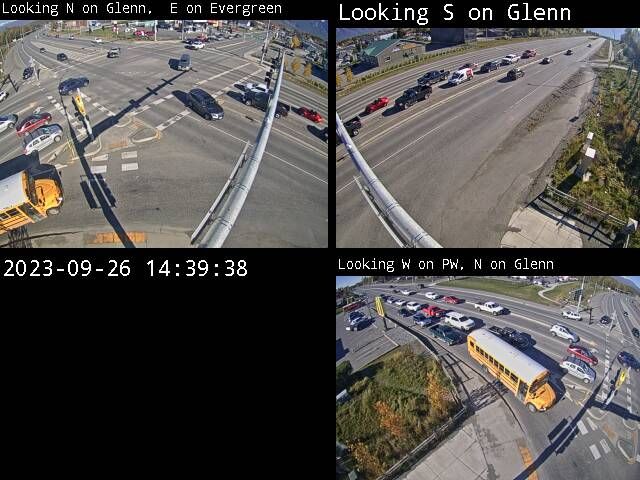 Looking N on Glenn, E on Evergreen
Looking S on Glenn
2023-09-26 14:39:38
Looking W on PW, N on Glenn